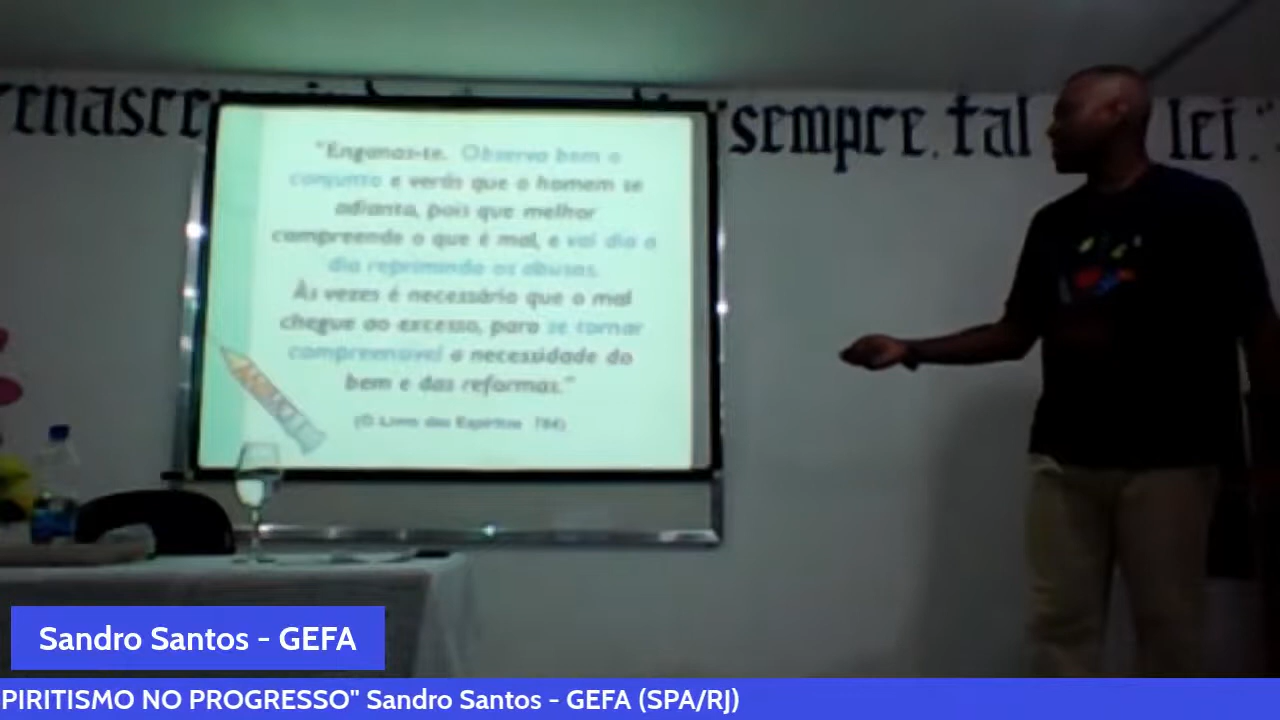 renascer
sempre. tal
lei."
"Enganas-te. Observa bem o
conjunto e verás que o homem se
adianta, pois que melhor
compreende o que é mal, e vai dia a
dia reprimindo os abusos.
Às vezes é necessário que o mal
chegue ao excesso, para se tornar
compreensível a necessidade do
bem e das reformas."
(O Livro dos Espíritos 784)
Sandro Santos - GEFA
PIRITISMO NO PROGRESSO" Sandro Santos - GEFA (SPA/RJ)